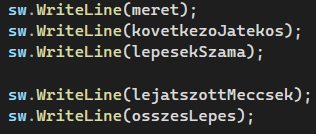 sw.WriteLine(meret);
sw.WriteLine(kovetkezoJatekos);
sw.WriteLine(lepesekSzama);
sw.WriteLine(lejatszottMeccsek);
sw.WriteLine(osszesLepes);